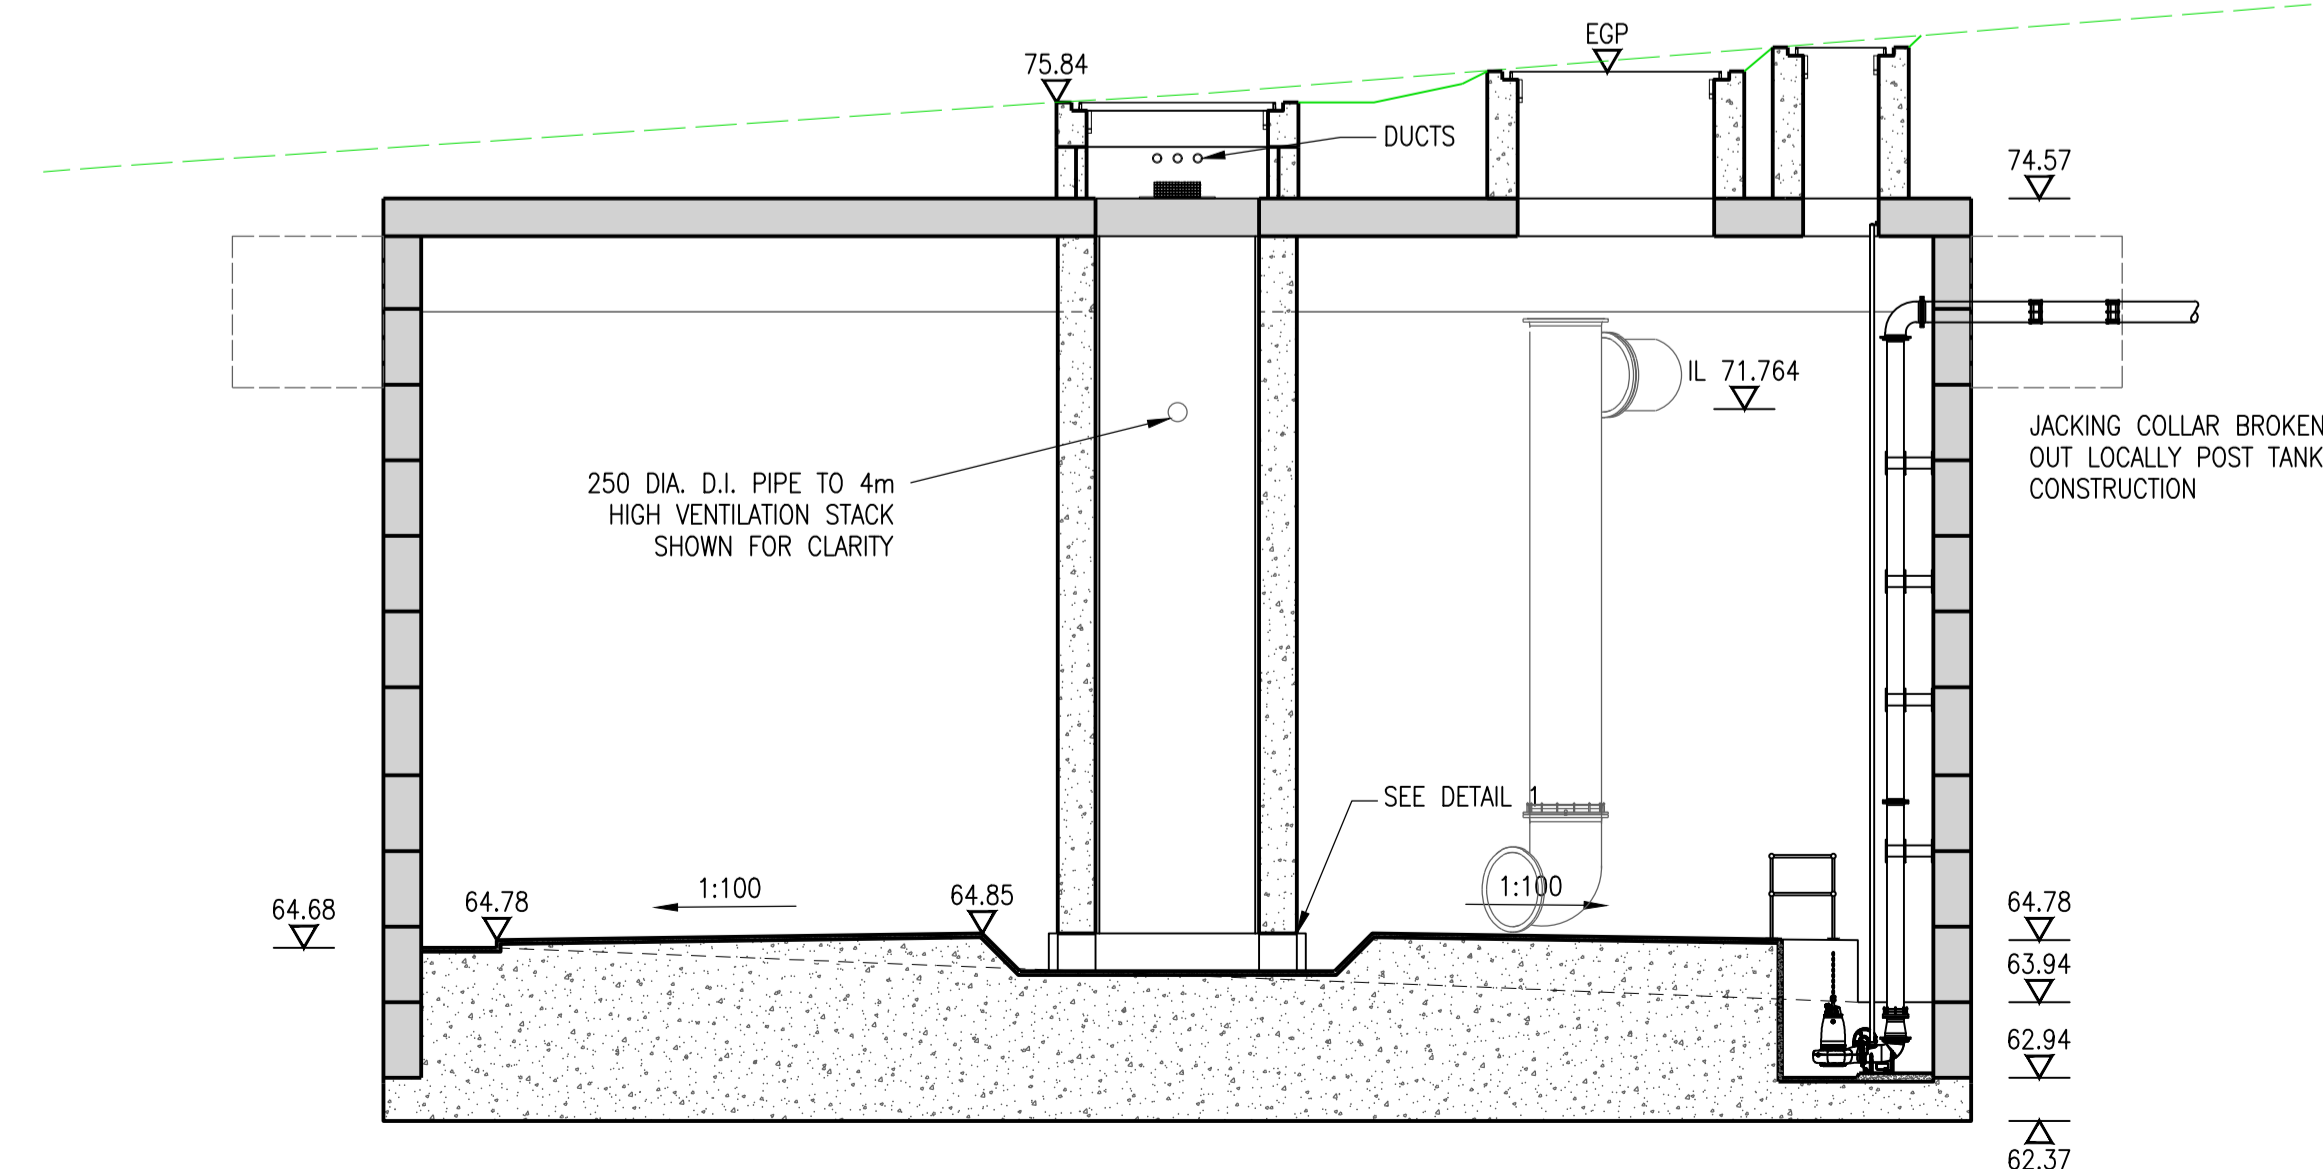 EGP
75.84
DUCTS
74.57
IL 71.764
JACKING COLLAR BROKEN
OUT LOCALLY POST TANK
CONSTRUCTION
250 DIA. D.I. PIPE TO 4m
HIGH VENTILATION STACK
SHOWN FOR CLARITY
SEE DETAIL 1
1:100
1:100
64.68
64.78
64.85
64.78
63.94
62.94
62.37